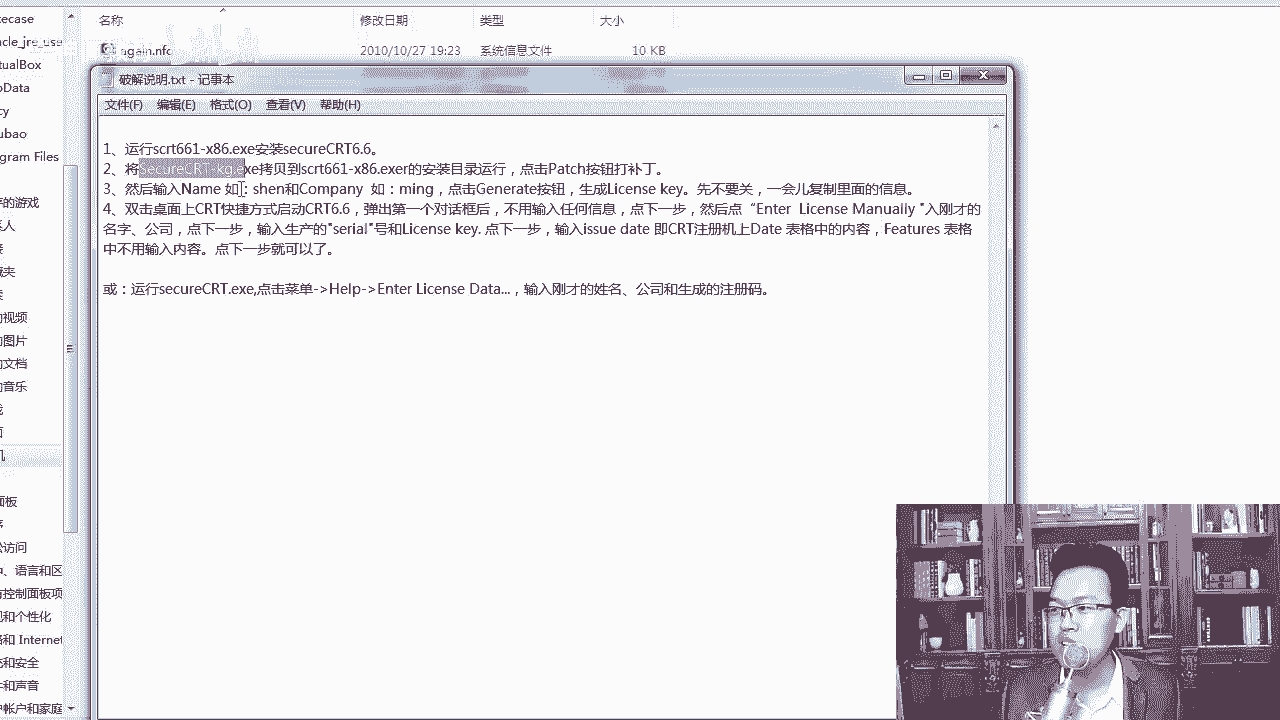 名称 修改日期 类型 大小
again.nfo 2010/10/27 19:23 系统信息文件 10 KB
破解说明.txt - 记事本
文件(F) 编辑(E) 格式(O) 查看(V) 帮助(H)
1、运行scrt661-x86.exe安装secureCRT6.6。
2、将SecureCRT-kg.exe拷贝到scrt661-x86.exer的安装目录运行，点击Patch按钮打补丁。
3、然后输入Name 如：shen和Company 如：ming，点击Generate按钮，生成License key。先不要关，一会儿复制里面的信息。
4、双击桌面上CRT快捷方式启动CRT6.6，弹出第一个对话框后，不用输入任何信息，点下一步，然后点“Enter License Manually "入刚才的
名字、公司，点下一步，输入生产的"serial"号和License key. 点下一步，输入issue date 即CRT注册机上Date 表格中的内容，Features 表格
中不用输入内容。点下一步就可以了。
或：运行secureCRT.exe,点击菜单->Help->Enter License Data...，输入刚才的姓名、公司和生成的注册码。
ecase
acle_jre_use
tualBox
oData
cy
ubao
gram Files
的游戏
的视频
的图片
的文档
的音乐
面板
访问
、语言和区
有控制面板项
和个性化
络和 Internet
和安全
和声音
户帐户和家庭